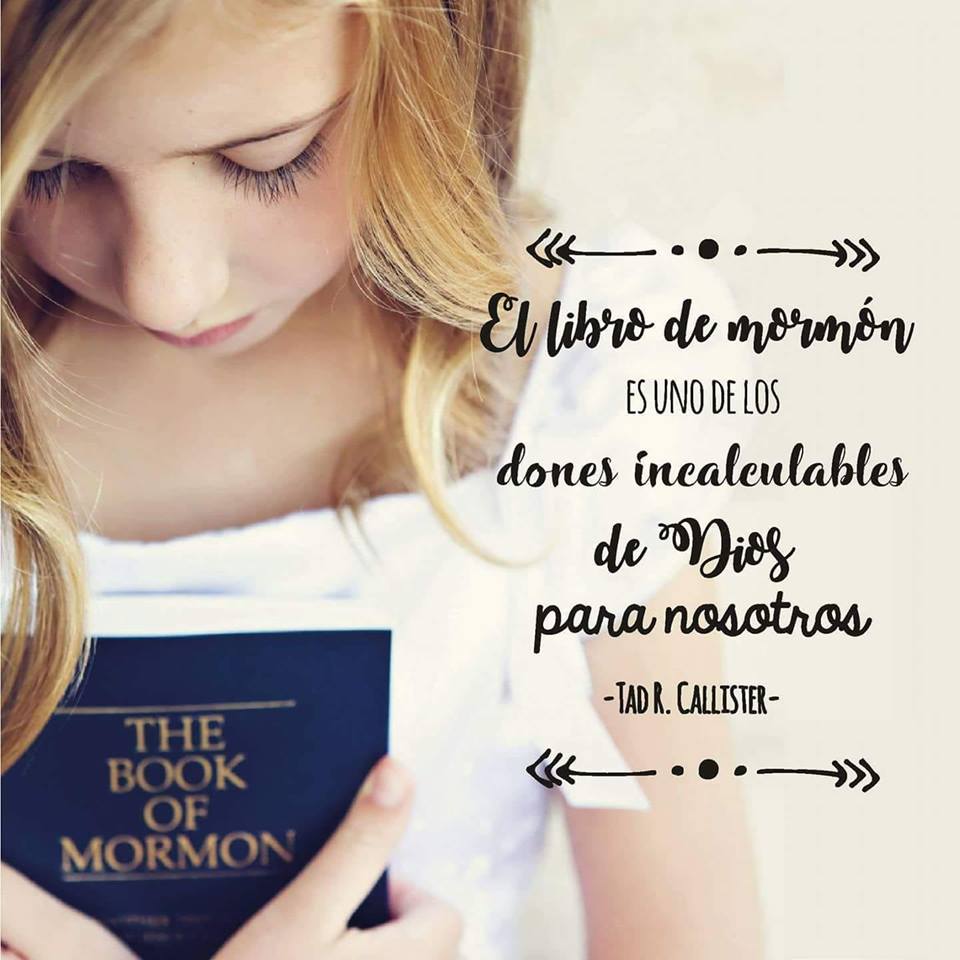 El libro de mormón
ES UNO DE LOS
dones incalculables
de Dios
para nosotros
-TAD R. CALLISTER-
THE
BOOK
OF
MORMON